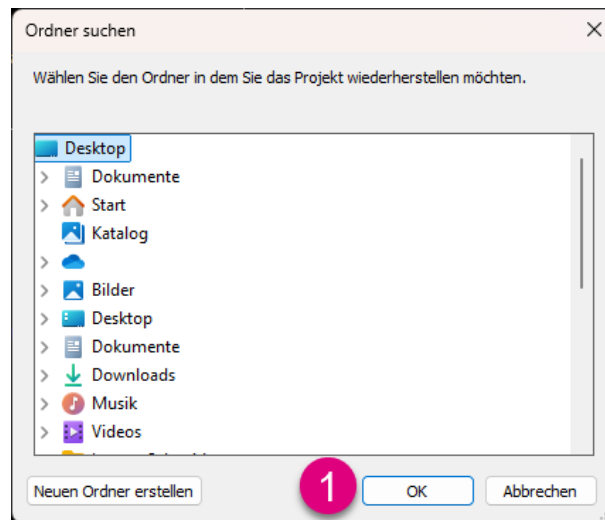 Ordner suchen
Wählen Sie den Ordner in dem Sie das Projekt wiederherstellen möchten.
Desktop
Dokumente
Start
Katalog
Bilder
Desktop
Dokumente
Downloads
Musik
Videos
Neuen Ordner erstellen
1
OK
Abbrechen